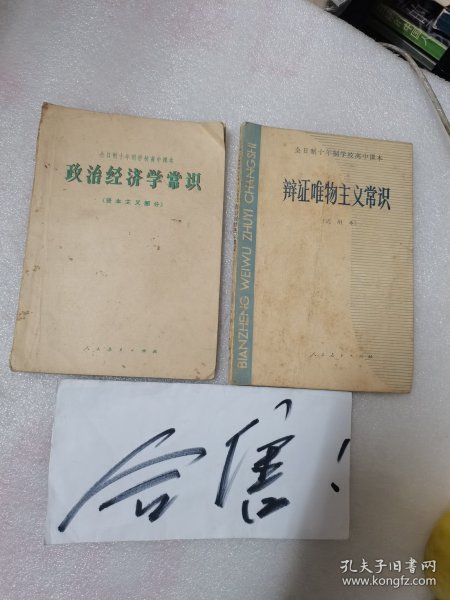 全日制十年制学校高中课本
政治经济学常识
(资本主义部分)
人民教育出版社
全日制十年制学校高中课本
辩证唯物主义常识
(试用本)
人民教育出版社
BIANZHENG WEIWU ZHUYI CHANGSHI
合售!
孔夫子旧书网
www.kongfz.com